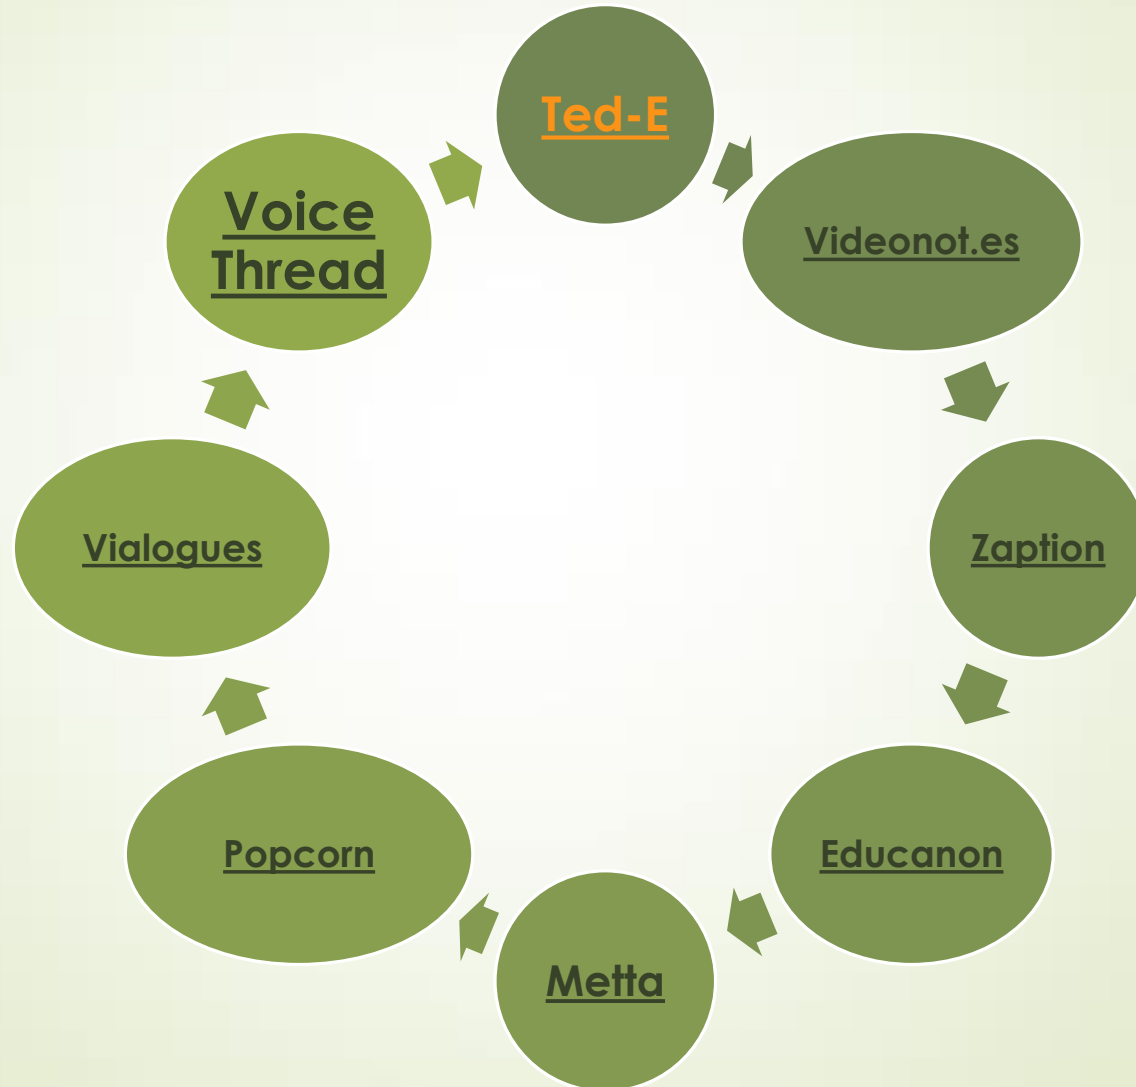 Ted-E
Videonot.es
Zaption
Educanon
Metta
Popcorn
Vialogues
Voice
Thread